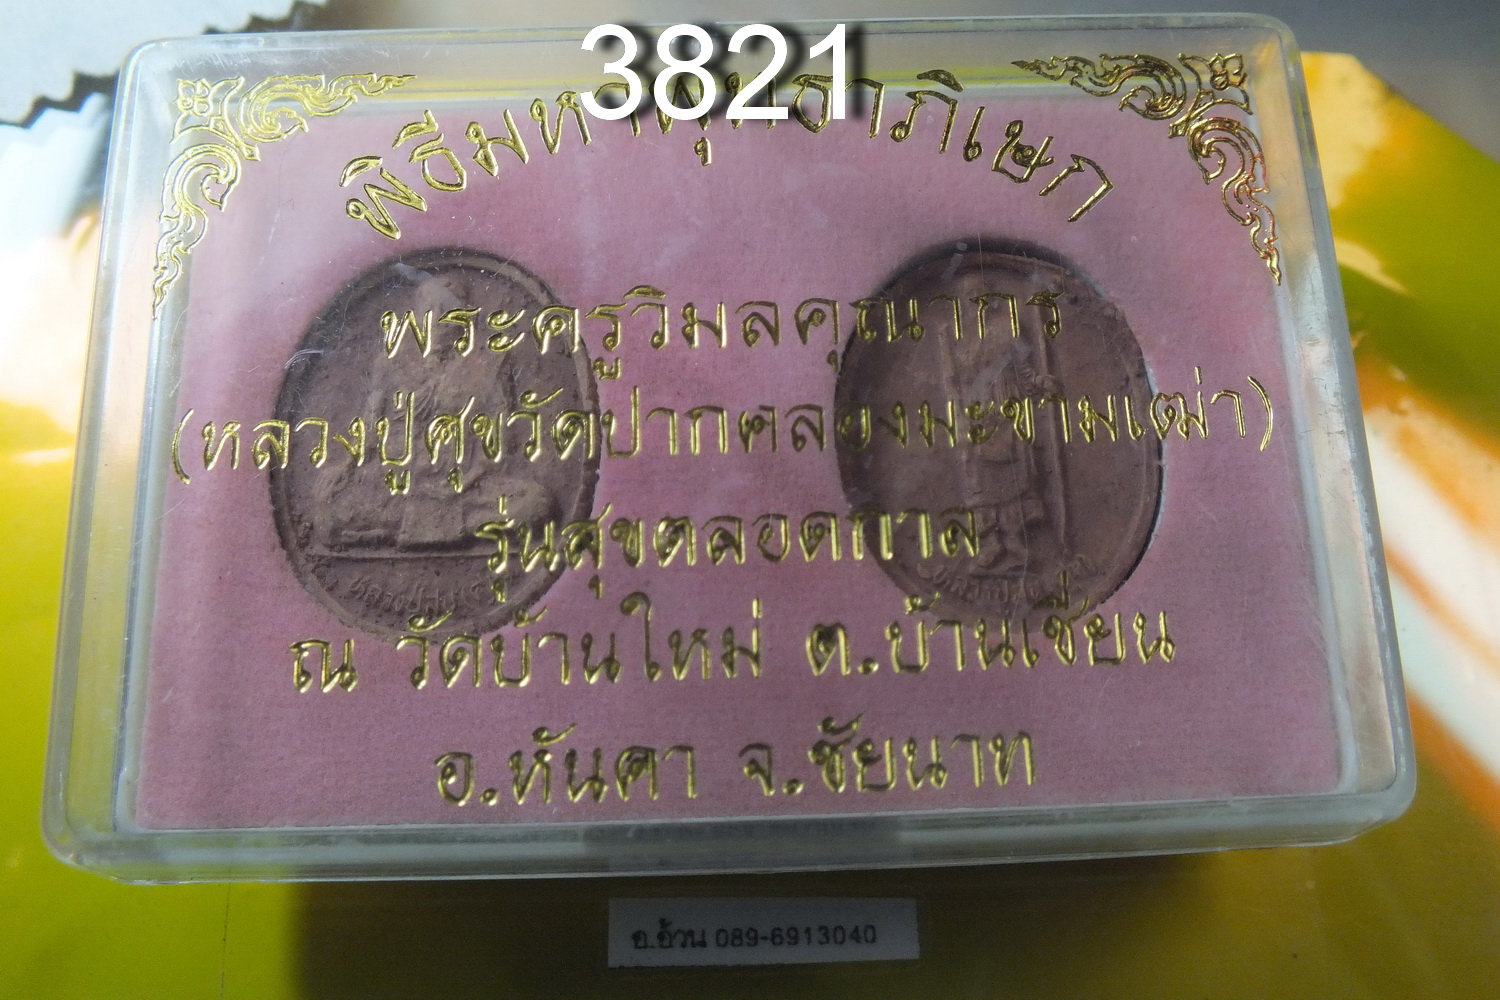 3821
พิธีมหาพุทธาภิเษก
พระครูวิมลคุณากร
(หลวงปู่ศุขวัดปากคลองมะขามเฒ่า)
รุ่นสุขตลอดกาล
ณ วัดบ้านใหม่ ต.บ้านเชี่ยน
อ.หันคา จ.ชัยนาท
อ.อ้วน 089-6913040